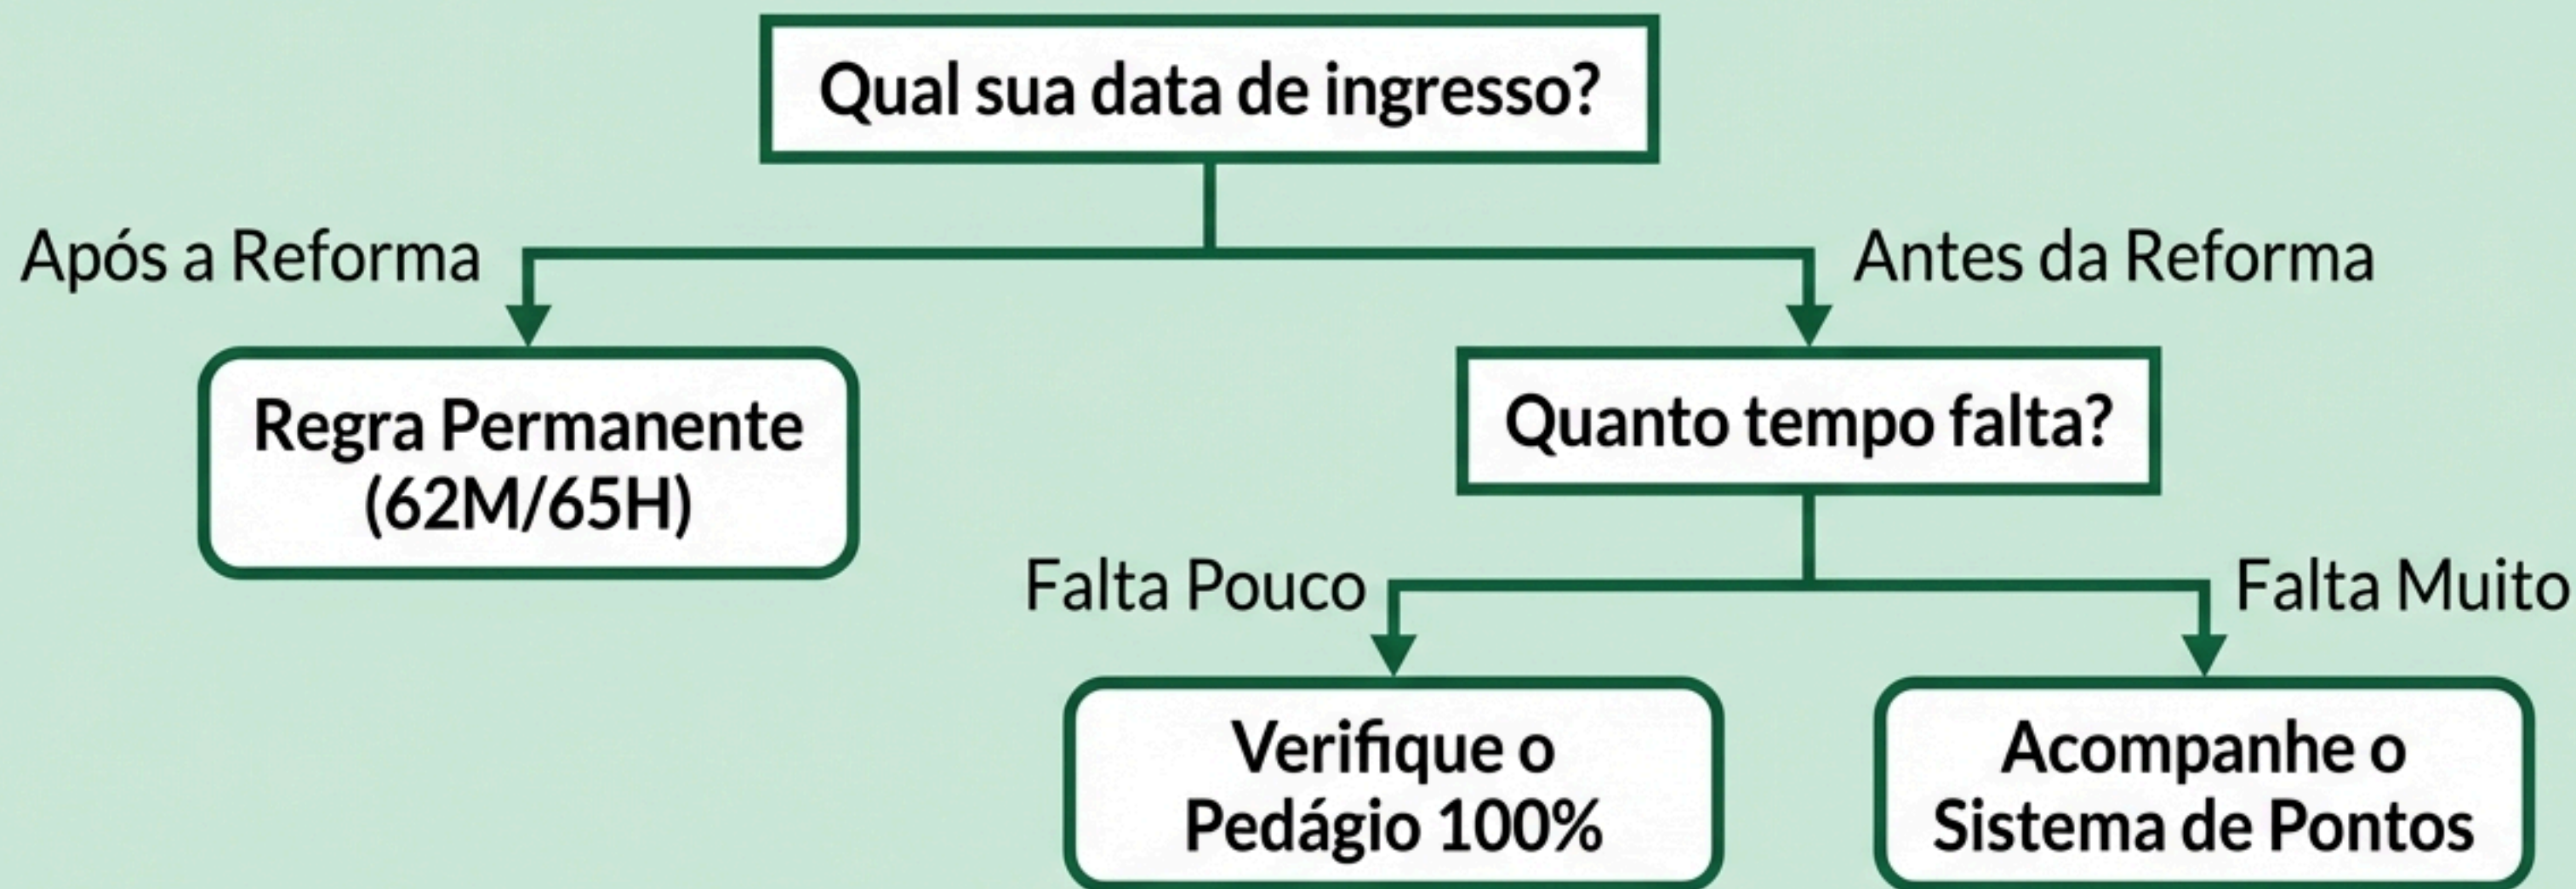 Qual sua data de ingresso?
Após a Reforma
Antes da Reforma
Regra Permanente
(62M/65H)
Quanto tempo falta?
Falta Pouco
Falta Muito
Verifique o
Pedágio 100%
Acompanhe o
Sistema de Pontos